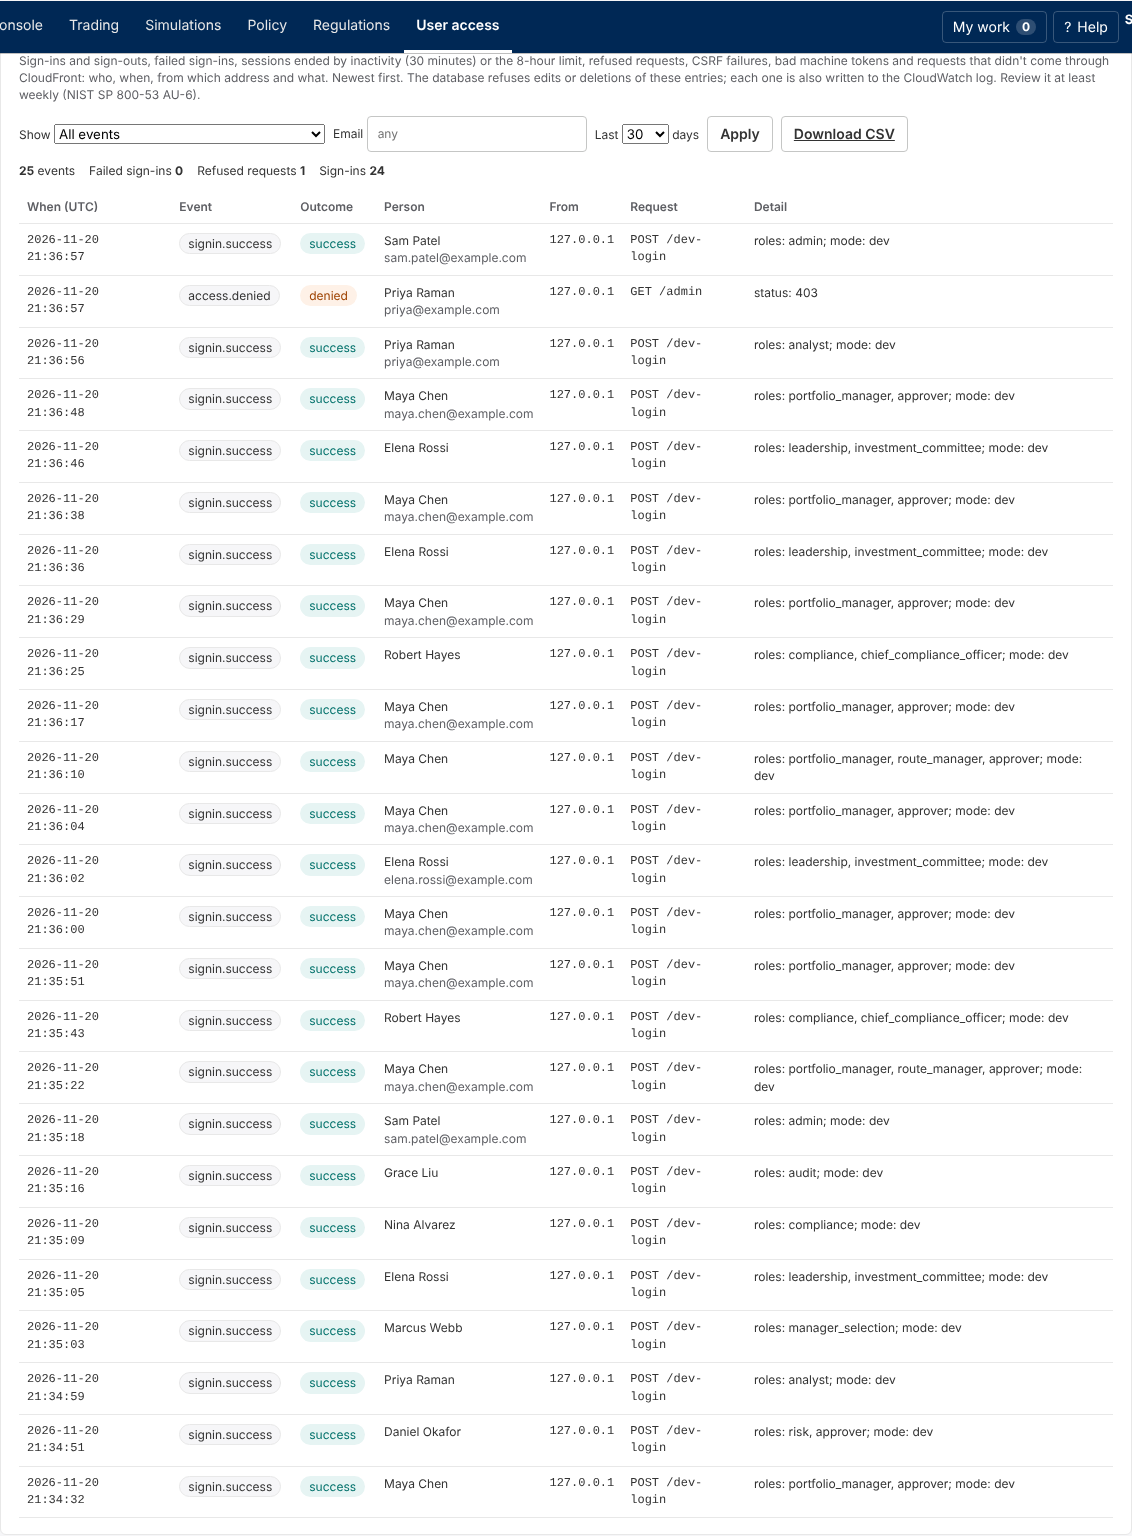 onsole Trading Simulations Policy Regulations User access My work 0 ? Help S
Sign-ins and sign-outs, failed sign-ins, sessions ended by inactivity (30 minutes) or the 8-hour limit, refused requests, CSRF failures, bad machine tokens and requests that didn't come through
CloudFront: who, when, from which address and what. Newest first. The database refuses edits or deletions of these entries; each one is also written to the CloudWatch log. Review it at least
weekly (NIST SP 800-53 AU-6).
Show All events Email any Last 30 days Apply Download CSV
25 events Failed sign-ins 0 Refused requests 1 Sign-ins 24
When (UTC) Event Outcome Person From Request Detail
2026-11-20 signin.success success Sam Patel 127.0.0.1 POST /dev- roles: admin; mode: dev
21:36:57 sam.patel@example.com login
2026-11-20 access.denied denied Priya Raman 127.0.0.1 GET /admin status: 403
21:36:57 priya@example.com
2026-11-20 signin.success success Priya Raman 127.0.0.1 POST /dev- roles: analyst; mode: dev
21:36:56 priya@example.com login
2026-11-20 signin.success success Maya Chen 127.0.0.1 POST /dev- roles: portfolio_manager, approver; mode: dev
21:36:48 maya.chen@example.com login
2026-11-20 signin.success success Elena Rossi 127.0.0.1 POST /dev- roles: leadership, investment_committee; mode: dev
21:36:46 login
2026-11-20 signin.success success Maya Chen 127.0.0.1 POST /dev- roles: portfolio_manager, approver; mode: dev
21:36:38 maya.chen@example.com login
2026-11-20 signin.success success Elena Rossi 127.0.0.1 POST /dev- roles: leadership, investment_committee; mode: dev
21:36:36 login
2026-11-20 signin.success success Maya Chen 127.0.0.1 POST /dev- roles: portfolio_manager, approver; mode: dev
21:36:29 maya.chen@example.com login
2026-11-20 signin.success success Robert Hayes 127.0.0.1 POST /dev- roles: compliance, chief_compliance_officer; mode: dev
21:36:25 login
2026-11-20 signin.success success Maya Chen 127.0.0.1 POST /dev- roles: portfolio_manager, approver; mode: dev
21:36:17 maya.chen@example.com login
2026-11-20 signin.success success Maya Chen 127.0.0.1 POST /dev- roles: portfolio_manager, route_manager, approver; mode:
21:36:10 login dev
2026-11-20 signin.success success Maya Chen 127.0.0.1 POST /dev- roles: portfolio_manager, approver; mode: dev
21:36:04 maya.chen@example.com login
2026-11-20 signin.success success Elena Rossi 127.0.0.1 POST /dev- roles: leadership, investment_committee; mode: dev
21:36:02 elena.rossi@example.com login
2026-11-20 signin.success success Maya Chen 127.0.0.1 POST /dev- roles: portfolio_manager, approver; mode: dev
21:36:00 maya.chen@example.com login
2026-11-20 signin.success success Maya Chen 127.0.0.1 POST /dev- roles: portfolio_manager, approver; mode: dev
21:35:51 maya.chen@example.com login
2026-11-20 signin.success success Robert Hayes 127.0.0.1 POST /dev- roles: compliance, chief_compliance_officer; mode: dev
21:35:43 login
2026-11-20 signin.success success Maya Chen 127.0.0.1 POST /dev- roles: portfolio_manager, route_manager, approver; mode:
21:35:22 maya.chen@example.com login dev
2026-11-20 signin.success success Sam Patel 127.0.0.1 POST /dev- roles: admin; mode: dev
21:35:18 sam.patel@example.com login
2026-11-20 signin.success success Grace Liu 127.0.0.1 POST /dev- roles: audit; mode: dev
21:35:16 login
2026-11-20 signin.success success Nina Alvarez 127.0.0.1 POST /dev- roles: compliance; mode: dev
21:35:09 login
2026-11-20 signin.success success Elena Rossi 127.0.0.1 POST /dev- roles: leadership, investment_committee; mode: dev
21:35:05 login
2026-11-20 signin.success success Marcus Webb 127.0.0.1 POST /dev- roles: manager_selection; mode: dev
21:35:03 login
2026-11-20 signin.success success Priya Raman 127.0.0.1 POST /dev- roles: analyst; mode: dev
21:34:59 login
2026-11-20 signin.success success Daniel Okafor 127.0.0.1 POST /dev- roles: risk, approver; mode: dev
21:34:51 login
2026-11-20 signin.success success Maya Chen 127.0.0.1 POST /dev- roles: portfolio_manager, approver; mode: dev
21:34:32 login